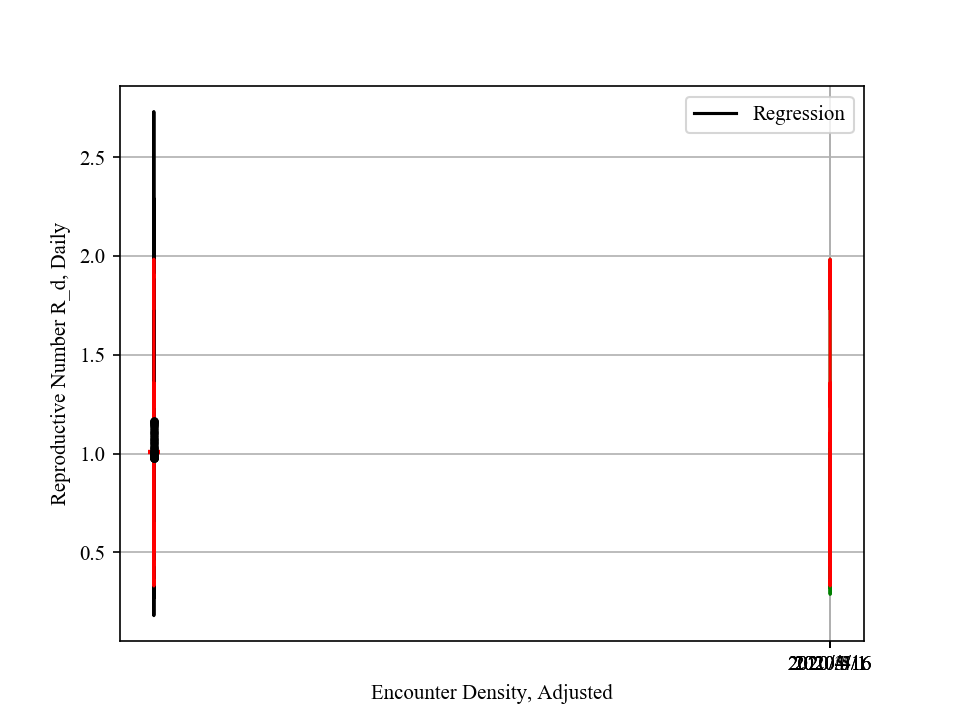 Regression
2.5
2.0
1.5
1.0
0.5
Reproductive Number R_d, Daily
Encounter Density, Adjusted